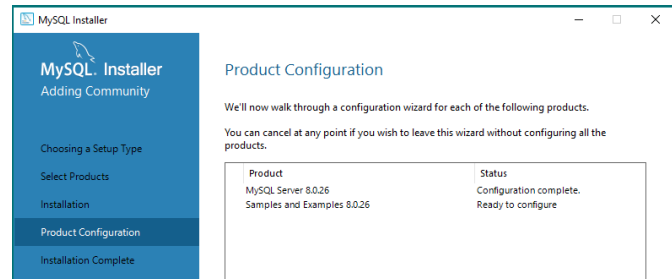 MySQL Installer
MySQL. Installer
Adding Community
Choosing a Setup Type
Select Products
Installation
Product Configuration
Installation Complete
Product Configuration
We'll now walk through a configuration wizard for each of the following products.
You can cancel at any point if you wish to leave this wizard without configuring all the
products.
Product Status
MySQL Server 8.0.26 Configuration complete.
Samples and Examples 8.0.26 Ready to configure